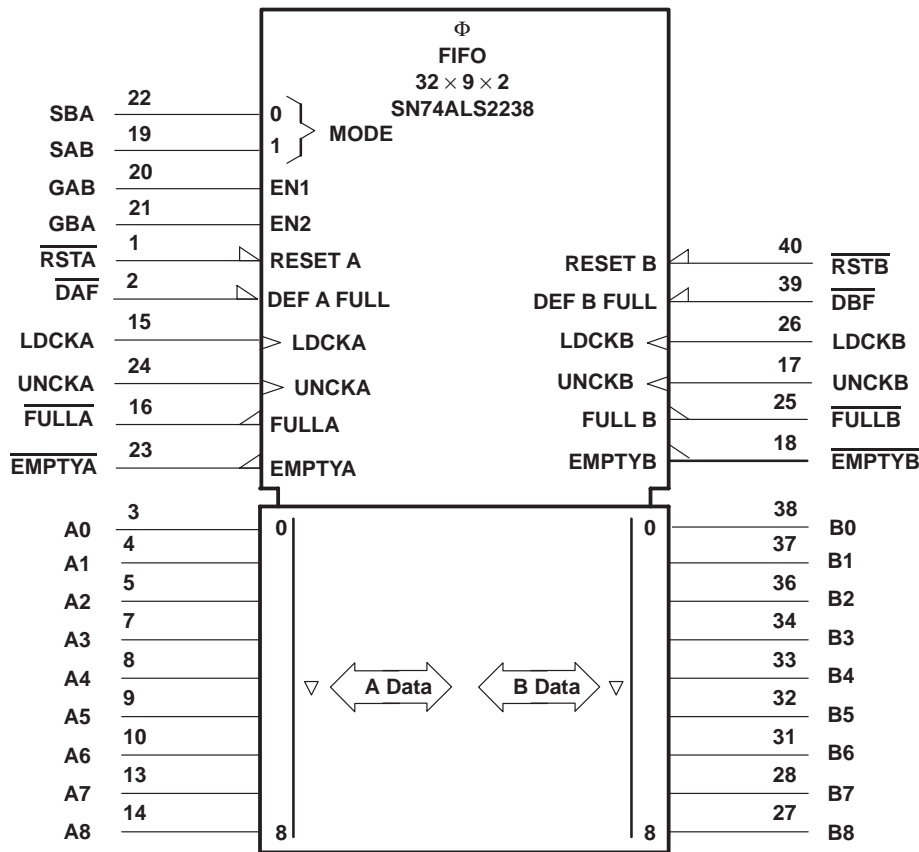 Φ
FIFO
32 × 9 × 2
SN74ALS2238
SBA 22 0
SAB 19 1
MODE
GAB 20 EN1
GBA 21 EN2
RSTA 1 RESET A
RESET B 40 RSTB
DAF 2 DEF A FULL
DEF B FULL 39 DBF
LDCKA 15 LDCKA
LDCKB 26 LDCKB
UNCKA 24 UNCKA
UNCKB 17 UNCKB
FULLA 16 FULLA
FULL B 25 FULLB
EMPTYA 23 EMPTYA
EMPTYB 18 EMPTYB
A0 3 0
0 38 B0
A1 4
37 B1
A2 5
36 B2
A3 7
34 B3
A4 8
33 B4
A Data
B Data
A5 9
32 B5
A6 10
31 B6
A7 13
28 B7
A8 14 8
8 27 B8